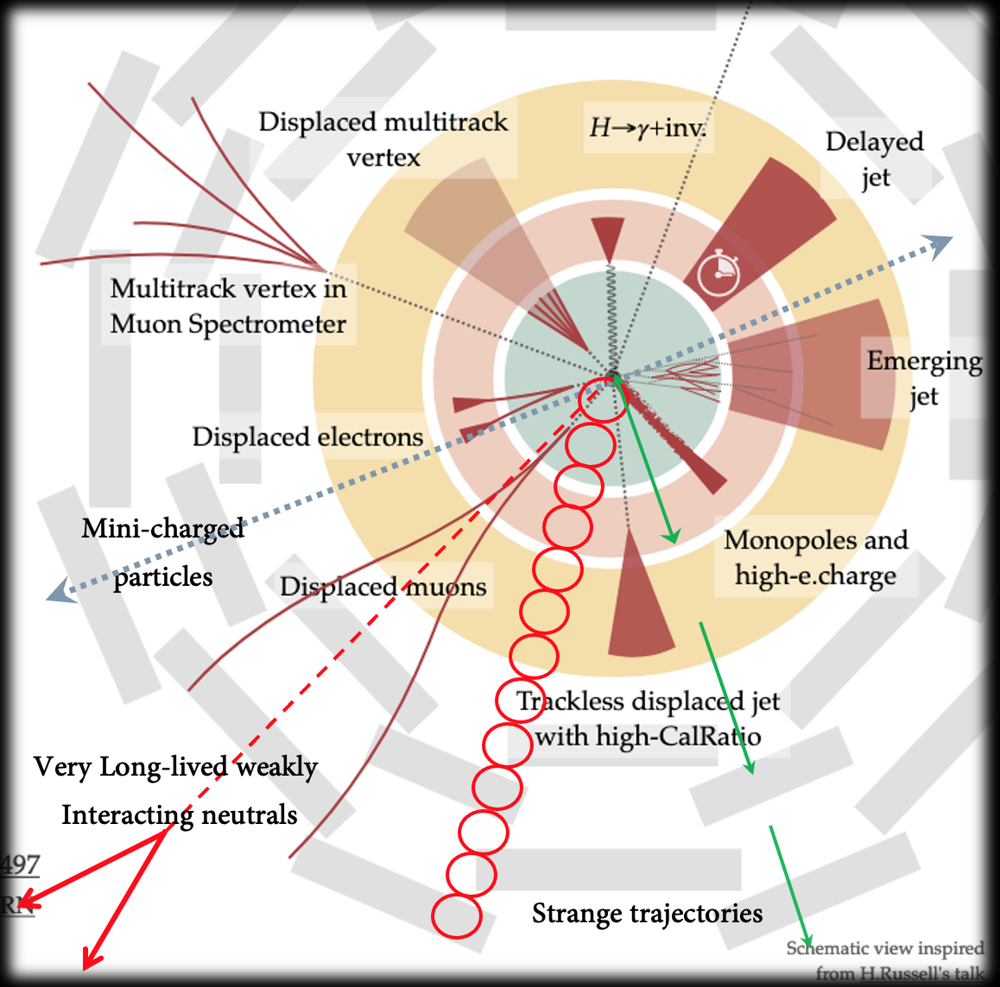 Displaced multitrack
vertex
H→γ+inv.
Delayed
jet
Multitrack vertex in
Muon Spectrometer
Emerging
jet
Displaced electrons
Mini-charged
particles
Displaced muons
Monopoles and
high-e.charge
Trackless displaced jet
with high-CalRatio
Very Long-lived weakly
Interacting neutrals
497
RN
Strange trajectories
Schematic view inspired
from H.Russell's talk